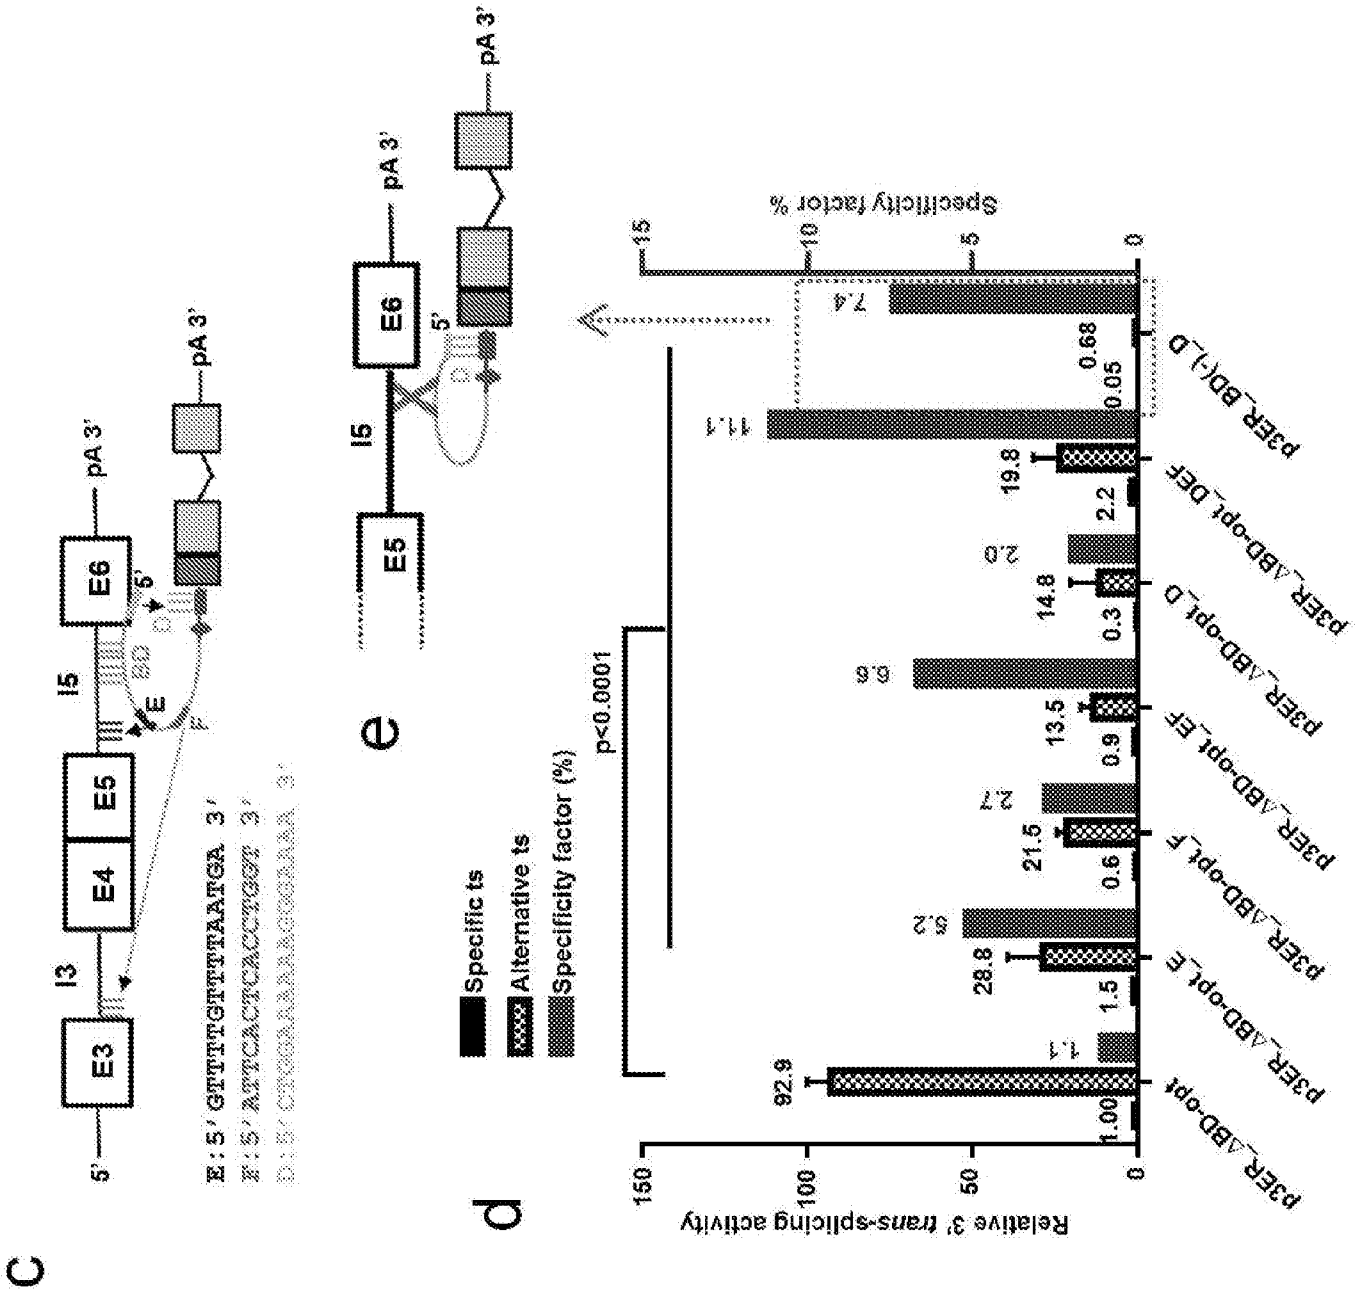 c
5' E3 I3 E4 E5 I5 E6 pA 3'
BD
5'
D
E
F
pA 3'
E:5' GTTTTGTTTTAATGA 3'
F:5' ATTCACTCACCTGGT 3'
e
E5 I5 E6 pA 3'
5'
D
pA 3'
d
Specific ts
Alternative ts
Specificity factor (%)
p<0.0001
Relative 3' trans-splicing activity
150
100
50
0
Specificity factor %
15
10
5
0
1.00 92.9 1.1
1.5 28.8 5.2
0.6 21.5 2.7
0.9 13.5 6.6
0.3 14.8 2.0
2.2 19.8 11.1
0.05 0.68 7.4
p3ER_ΔBD-opt
p3ER_ΔBD-opt_E
p3ER_ΔBD-opt_F
p3ER_ΔBD-opt_EF
p3ER_ΔBD-opt_D
p3ER_ΔBD-opt_DEF
p3ER_BD(-)_D